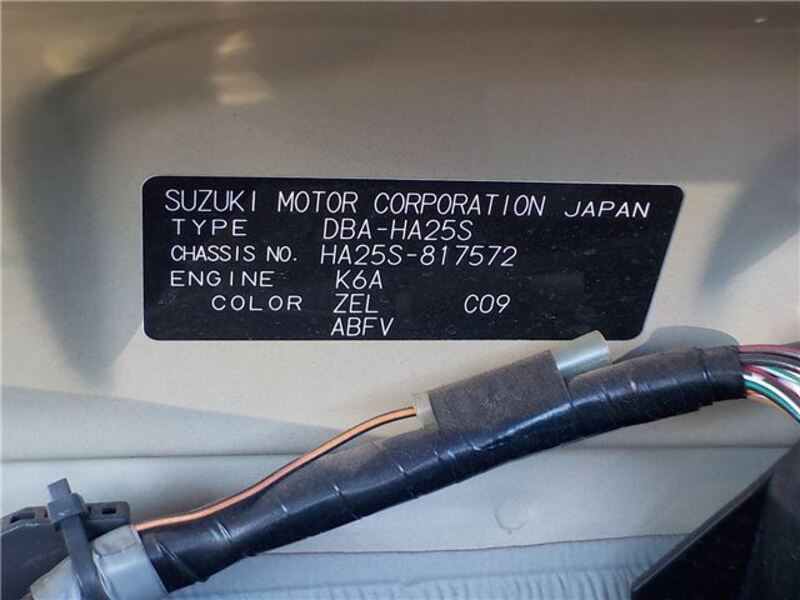 SUZUKI MOTOR CORPORATION JAPAN
TYPE DBA-HA25S
CHASSIS NO. HA25S-817572
ENGINE K6A
COLOR ZEL C09
ABFV